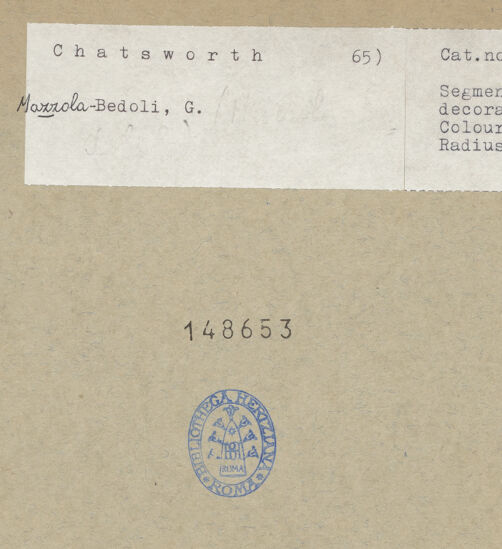 Chatsworth 65)
Mazzola-Bedoli, G.
Cat.no
Segmen
decora
Colour
Radius
148653
BIBLIOTHECA HERTZIANA
ROMA
ROMA